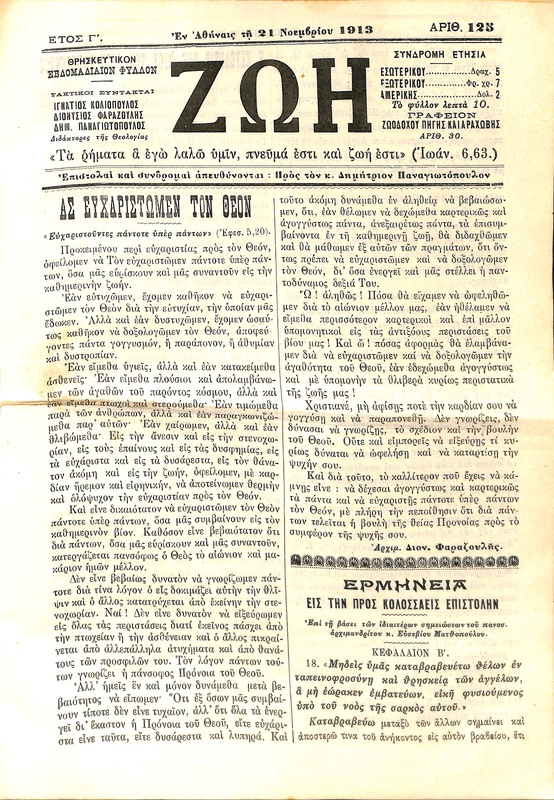 ΕΤΟΣ Γ΄.
Ἐν Ἀθήναις τῇ 21 Νοεμβρίου 1913
ΑΡΙΘ. 125
ΘΡΗΣΚΕΥΤΙΚΟΝ
ΕΒΔΟΜΑΔΙΑΙΟΝ ΦΥΛΛΟΝ
ΤΑΚΤΙΚΟΙ ΣΥΝΤΑΚΤΑΙ
ΙΓΝΑΤΙΟΣ ΚΟΛΙΟΠΟΥΛΟΣ
ΔΙΟΝΥΣΙΟΣ ΦΑΡΑΖΟΥΛΗΣ
ΔΗΜ. ΠΑΝΑΓΙΩΤΟΠΟΥΛΟΣ
Διδάκτορες τῆς Θεολογίας
ΖΩΗ
ΣΥΝΔΡΟΜΗ ΕΤΗΣΙΑ
ΕΣΩΤΕΡΙΚΟΥ............Δραχ. 5
ΕΞΩΤΕΡΙΚΟΥ............Φρ. χρ. 7
ΑΜΕΡΙΚΗΣ............Δολ. 2
Τὸ φύλλον λεπτὰ 10.
ΓΡΑΦΕΙΟΝ
ΖΩΟΔΟΧΟΥ ΠΗΓΗΣ ΚΑΙ ΑΡΑΧΩΒΗΣ
ΑΡΙΘ. 30.
«Τὰ ῥήματα ἃ ἐγὼ λαλῶ ὑμῖν, πνεῦμά ἐστι καὶ ζωή ἐστι» (Ἰωάν. 6,63.)
Ἐπιστολαὶ καὶ συνδρομαὶ ἀπευθύνονται : Πρὸς τὸν κ. Δημήτριον Παναγιωτόπουλον
ΑΣ ΕΥΧΑΡΙΣΤΩΜΕΝ ΤΟΝ ΘΕΟΝ
«Εὐχαριστοῦντες πάντοτε ὑπὲρ πάντων» (Ἐφεσ. 5,20).
Προκειμένου περὶ εὐχαριστίας πρὸς τὸν Θεόν,
ὀφείλομεν νὰ Τὸν εὐχαριστῶμεν πάντοτε ὑπὲρ πάν-
των, ὅσα μᾶς εὑρίσκουν καὶ μᾶς συναντοῦν εἰς τὴν
καθημερινὴν ζωήν.
Ἐὰν εὐτυχῶμεν, ἔχομεν καθῆκον νὰ εὐχαρι-
στῶμεν τὸν Θεὸν διὰ τὴν εὐτυχίαν, τὴν ὁποίαν μᾶς
ἔδωκεν. Ἀλλὰ καὶ ἐὰν δυστυχῶμεν, ἔχομεν ὡσαύ-
τως καθῆκον νὰ δοξολογῶμεν τὸν Θεόν, ἀποφεύ-
γοντες πάντα γογγυσμόν, ἢ παράπονον, ἢ ἀθυμίαν
καὶ δυστροπίαν.
Ἐὰν εἴμεθα ὑγιεῖς, ἀλλὰ καὶ ἐὰν κατακείμεθα
ἀσθενεῖς· Ἐὰν εἴμεθα πλούσιοι καὶ ἀπολαμβάνω-
μεν τῶν ἀγαθῶν τοῦ παρόντος κόσμου, ἀλλὰ καὶ
ἐὰν εἴμεθα πτωχοὶ καὶ στερούμεθα· Ἐὰν τιμώμεθα
παρὰ τῶν ἀνθρώπων, ἀλλὰ καὶ ἐὰν παραγκωνιζώ-
μεθα παρ᾽ αὐτῶν· Ἐὰν χαίρωμεν, ἀλλὰ καὶ ἐὰν
θλιβώμεθα· Εἰς τὴν ἄνεσιν καὶ εἰς τὴν στενοχω-
ρίαν, εἰς τοὺς ἐπαίνους καὶ εἰς τὰς δυσφημίας, εἰς
τὰ εὐχάριστα καὶ εἰς τὰ δυσάρεστα, εἰς τὸν θάνα-
τον ἀκόμη καὶ εἰς τὴν ζωήν, ὀφείλομεν, μὲ καρ-
δίαν ἤρεμον καὶ εἰρηνικήν, νὰ ἀποτείνωμεν θερμὴν
καὶ ὁλόψυχον τὴν εὐχαριστίαν πρὸς τὸν Θεόν.
Καὶ εἶνε δικαιότατον νὰ εὐχαριστῶμεν τὸν Θεὸν
πάντοτε ὑπὲρ πάντων, ὅσα μᾶς συμβαίνουν εἰς τὸν
καθημερινὸν βίον. Καθόσον εἶνε βεβαιότατον ὅτι
διὰ πάντων, ὅσα μᾶς εὑρίσκουν καὶ μᾶς συναντοῦν,
κατεργάζεται πανσόφως ὁ Θεὸς τὸ αἰώνιον καὶ μα-
κάριον ἡμῶν μέλλον.
Δὲν εἶνε βεβαίως δυνατὸν νὰ γνωρίζωμεν πάν-
τοτε διὰ τίνα λόγον ὁ εἷς δοκιμάζει αὐτὴν τὴν θλῖ-
ψιν καὶ ὁ ἄλλος κατατρύχεται ἀπὸ ἐκείνην τὴν στε-
νοχωρίαν. Ναί ! Δὲν εἶνε δυνατὸν νὰ εἰξεύρωμεν
εἰς ὅλας τὰς περιστάσεις διατί ἐκεῖνος πάσχει ἀπὸ
τὴν πτωχείαν ἢ τὴν ἀσθένειαν καὶ ὁ ἄλλος πικραί-
νεται ἀπὸ ἀλλεπάλληλα ἀτυχήματα καὶ ἀπὸ θανά-
τους τῶν προσφιλῶν του. Τὸν λόγον πάντων τού-
των γνωρίζει ἡ πάνσοφος Πρόνοια τοῦ Θεοῦ.
Ἀλλ᾽ ἡμεῖς ἓν καὶ μόνον δυνάμεθα μετὰ βε-
βαιότητος νὰ εἴπωμεν· Ὅτι ἐξ ὅσων μᾶς συμβαί-
νουν τίποτε δὲν εἶνε τυχαῖον, ἀλλ᾽ ὅτι ὅλα τὰ ἐνερ-
γεῖ δι᾽ ἕκαστον ἡ Πρόνοια τοῦ Θεοῦ, εἴτε εὐχάρι-
στα εἶνε ταῦτα, εἴτε δυσάρεστα καὶ λυπηρά. Καὶ
τοῦτο ἀκόμη δυνάμεθα ἐν ἀληθείᾳ νὰ βεβαιώσω-
μεν, ὅτι, ἐὰν θέλωμεν νὰ δεχώμεθα καρτερικῶς καὶ
ἀγογγύστως πάντα, ἀνεξαιρέτως πάντα, τὰ ἐπισυμ-
βαίνοντα ἐν τῇ καθημερινῇ ζωῇ, θὰ διδαχθῶμεν
καὶ θὰ μάθωμεν ἐξ αὐτῶν τῶν πραγμάτων, ὅτι ὄν-
τως πρέπει νὰ εὐχαριστῶμεν καὶ νὰ δοξολογῶμεν
τὸν Θεόν, δι᾽ ὅσα ἐνεργεῖ καὶ μᾶς στέλλει ἡ παν-
τοδύναμος δεξιά Του.
Ὢ ! ἀληθῶς ! Πόσα θὰ εἴχαμεν νὰ ὠφεληθῶ-
μεν διὰ τὸ αἰώνιον μέλλον μας, ἐὰν ἠθέλαμεν νὰ
εἴμεθα περισσότερον καρτερικοὶ καὶ ἐπὶ μᾶλλον
ὑπομονητικοὶ εἰς τὰς ἀντιξόους περιστάσεις τοῦ
βίου μας ! Καὶ ὢ ! πόσας ἀφορμὰς θὰ ἐλαμβάνα-
μεν διὰ νὰ εὐχαριστῶμεν καὶ νὰ δοξολογῶμεν τὴν
ἀγαθότητα τοῦ Θεοῦ, ἐὰν ἐδεχόμεθα ἀγογγύστως
καὶ μὲ ὑπομονὴν τὰ θλιβερὰ κυρίως περιστατικὰ
τῆς ζωῆς μας !
Χριστιανέ, μὴ ἀφίσῃς ποτὲ τὴν καρδίαν σου νὰ
γογγύσῃ καὶ νὰ παραπονεθῇ. Δὲν γνωρίζεις, δὲν
δύνασαι νὰ γνωρίζῃς, τὸ σχέδιον καὶ τὴν βουλὴν
τοῦ Θεοῦ. Οὔτε καὶ εἰμπορεῖς νὰ εἰξεύρῃς τί κυ-
ρίως δύναται νὰ ὠφελήσῃ καὶ νὰ καταρτίσῃ τὴν
ψυχήν σου.
Καὶ διὰ τοῦτο, τὸ καλλίτερον ποῦ ἔχεις νὰ κά-
μνῃς εἶνε : νὰ δέχεσαι ἀγογγύστως καὶ καρτερικῶς
τὰ πάντα καὶ νὰ εὐχαριστῇς πάντοτε ὑπὲρ πάντων
τὸν Θεόν, μὲ πλήρη τὴν πεποίθησιν ὅτι διὰ πάν-
των τελεῖται ἡ βουλὴ τῆς θείας Προνοίας πρὸς τὸ
συμφέρον τῆς ψυχῆς σου.
Ἀρχιμ. Διον. Φαραζουλῆς.
ΕΡΜΗΝΕΙΑ
ΕΙΣ ΤΗΝ ΠΡΟΣ ΚΟΛΟΣΣΑΕΙΣ ΕΠΙΣΤΟΛΗΝ
Ἐπὶ τῇ βάσει τῶν ἰδιαιτέρων σημειώσεων τοῦ πανοσ.
ἀρχιμανδρίτου κ. Εὐσεβίου Ματθοπούλου.
ΚΕΦΑΛΑΙΟΝ Β΄.
18. «Μηδεὶς ὑμᾶς καταβραβευέτω θέλων ἐν
ταπεινοφροσύνῃ καὶ θρησκείᾳ τῶν ἀγγέλων,
ἃ μὴ ἑώρακεν ἐμβατεύων, εἰκῇ φυσιούμενος
ὑπὸ τοῦ νοὸς τῆς σαρκὸς αὐτοῦ.»
Καταβραβεύω μεταξὺ τῶν ἄλλων σημαίνει καὶ
ἀποστερῶ τινα τοῦ ἀνήκοντος εἰς αὐτὸν βραβείου, ἔτι